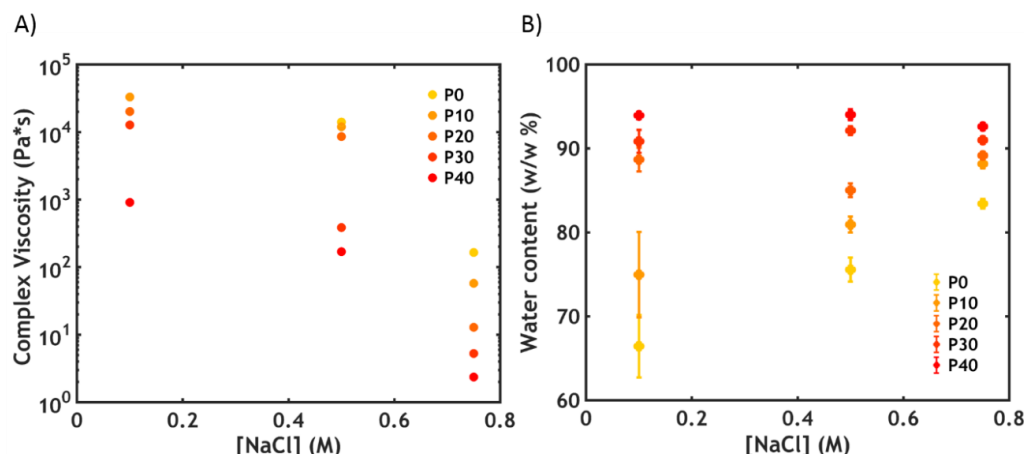 A)
B)
Complex Viscosity (Pa*s)
10^5
10^4
10^3
10^2
10^1
10^0
0
0.2
0.4
0.6
0.8
[NaCl] (M)
P0
P10
P20
P30
P40
Water content (w/w %)
100
90
80
70
60
0
0.2
0.4
0.6
0.8
[NaCl] (M)
P0
P10
P20
P30
P40